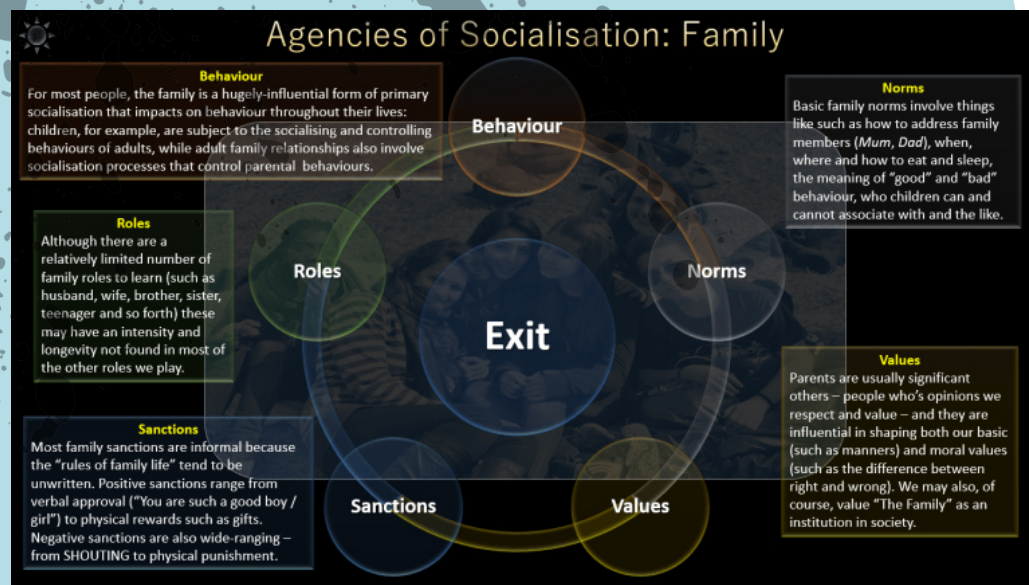 Agencies of Socialisation: Family
Behaviour
For most people, the family is a hugely-influential form of primary
socialisation that impacts on behaviour throughout their lives:
children, for example, are subject to the socialising and controlling
behaviours of adults, while adult family relationships also involve
socialisation processes that control parental behaviours.
Behaviour
Norms
Basic family norms involve things
like such as how to address family
members (Mum, Dad), when,
where and how to eat and sleep,
the meaning of “good” and “bad”
behaviour, who children can and
cannot associate with and the like.
Roles
Although there are a
relatively limited number of
family roles to learn (such as
husband, wife, brother, sister,
teenager and so forth) these
may have an intensity and
longevity not found in most of
the other roles we play.
Roles
Norms
Exit
Values
Parents are usually significant
others – people who’s opinions we
respect and value – and they are
influential in shaping both our basic
(such as manners) and moral values
(such as the difference between
right and wrong). We may also, of
course, value “The Family” as an
institution in society.
Sanctions
Most family sanctions are informal because
the “rules of family life” tend to be
unwritten. Positive sanctions range from
verbal approval (“You are such a good boy /
girl”) to physical rewards such as gifts.
Negative sanctions are also wide-ranging –
from SHOUTING to physical punishment.
Sanctions
Values